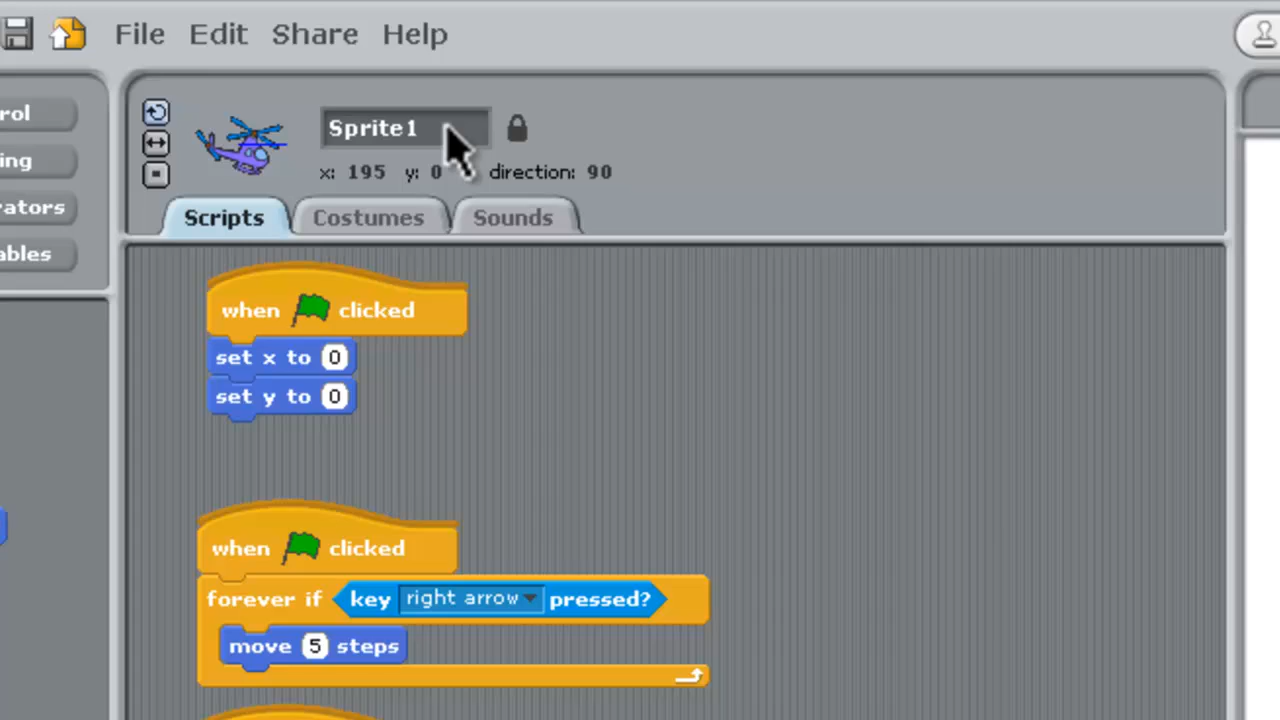 File Edit Share Help
rol
ing
rators
ables
Sprite1
x: 195 y: 0 direction: 90
Scripts Costumes Sounds
when clicked
set x to 0
set y to 0
when clicked
forever if key right arrow pressed?
move 5 steps